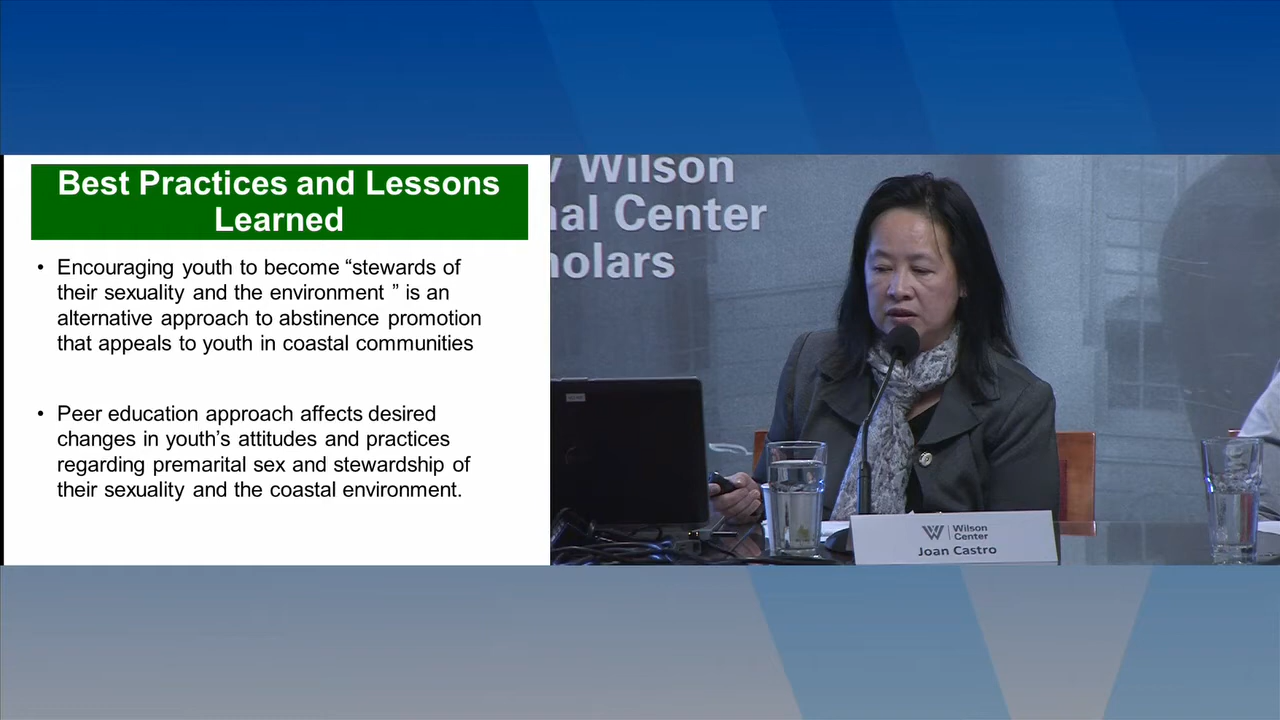 Best Practices and Lessons
Learned
• Encouraging youth to become “stewards of
their sexuality and the environment ” is an
alternative approach to abstinence promotion
that appeals to youth in coastal communities
• Peer education approach affects desired
changes in youth’s attitudes and practices
regarding premarital sex and stewardship of
their sexuality and the coastal environment.
Wilson
nal Center
holars
W Wilson
Center
Joan Castro